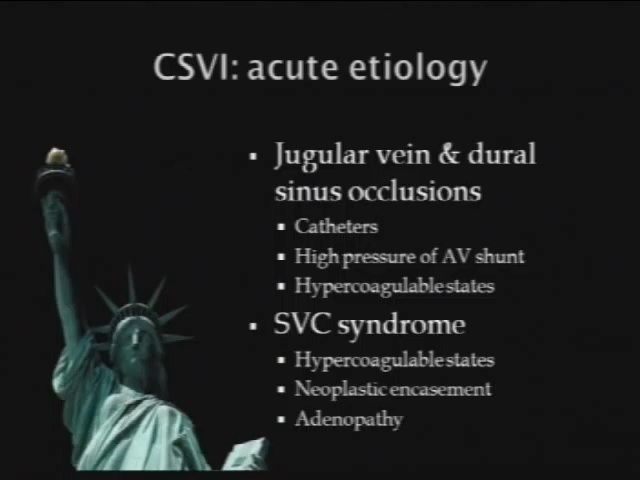 CSVI: acute etiology
▪ Jugular vein & dural
sinus occlusions
▪ Catheters
▪ High pressure of AV shunt
▪ Hypercoagulable states
▪ SVC syndrome
▪ Hypercoagulable states
▪ Neoplastic encasement
▪ Adenopathy